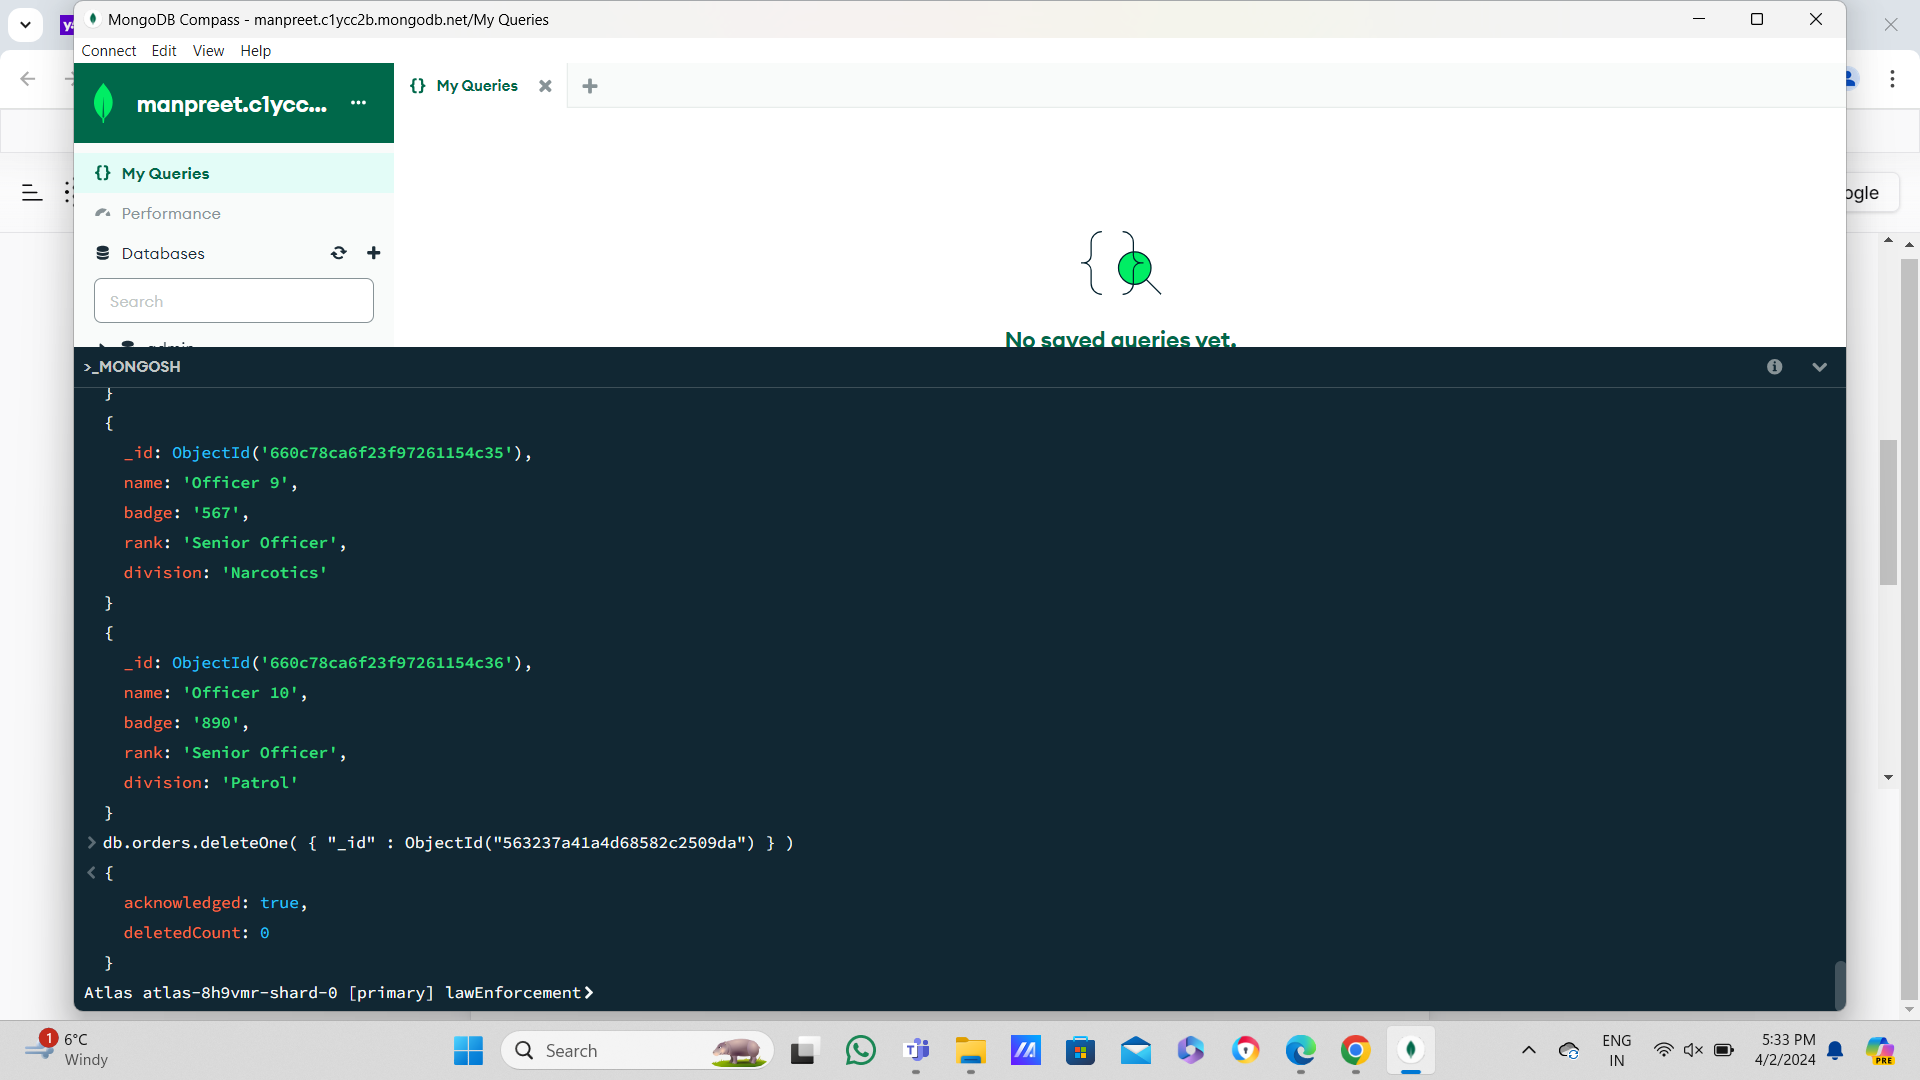 MongoDB Compass - manpreet.c1ycc2b.mongodb.net/My Queries
Connect Edit View Help
manpreet.c1ycc... ...
{} My Queries
My Queries
Performance
Databases
Search
admin
No saved queries yet.
ogle
>_MONGOSH
}
{
_id: ObjectId('660c78ca6f23f97261154c35'),
name: 'Officer 9',
badge: '567',
rank: 'Senior Officer',
division: 'Narcotics'
}
{
_id: ObjectId('660c78ca6f23f97261154c36'),
name: 'Officer 10',
badge: '890',
rank: 'Senior Officer',
division: 'Patrol'
}
> db.orders.deleteOne( { "_id" : ObjectId("563237a41a4d68582c2509da") } )
< {
acknowledged: true,
deletedCount: 0
}
Atlas atlas-8h9vmr-shard-0 [primary] lawEnforcement>
1
6°C
Windy
Search
ENG
IN
5:33 PM
4/2/2024
PRE